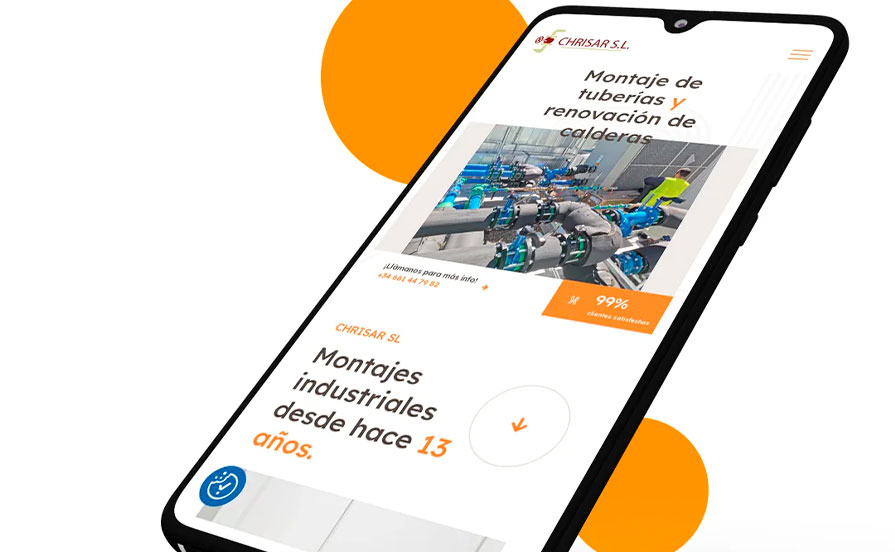 CHRISAR S.L.
Montaje de
tuberías y
renovación de
calderas
¡Llámanos para más info!
+34 661 44 79 82
99%
clientes satisfechos
CHRISAR SL
Montajes
industriales
desde hace 13
años.